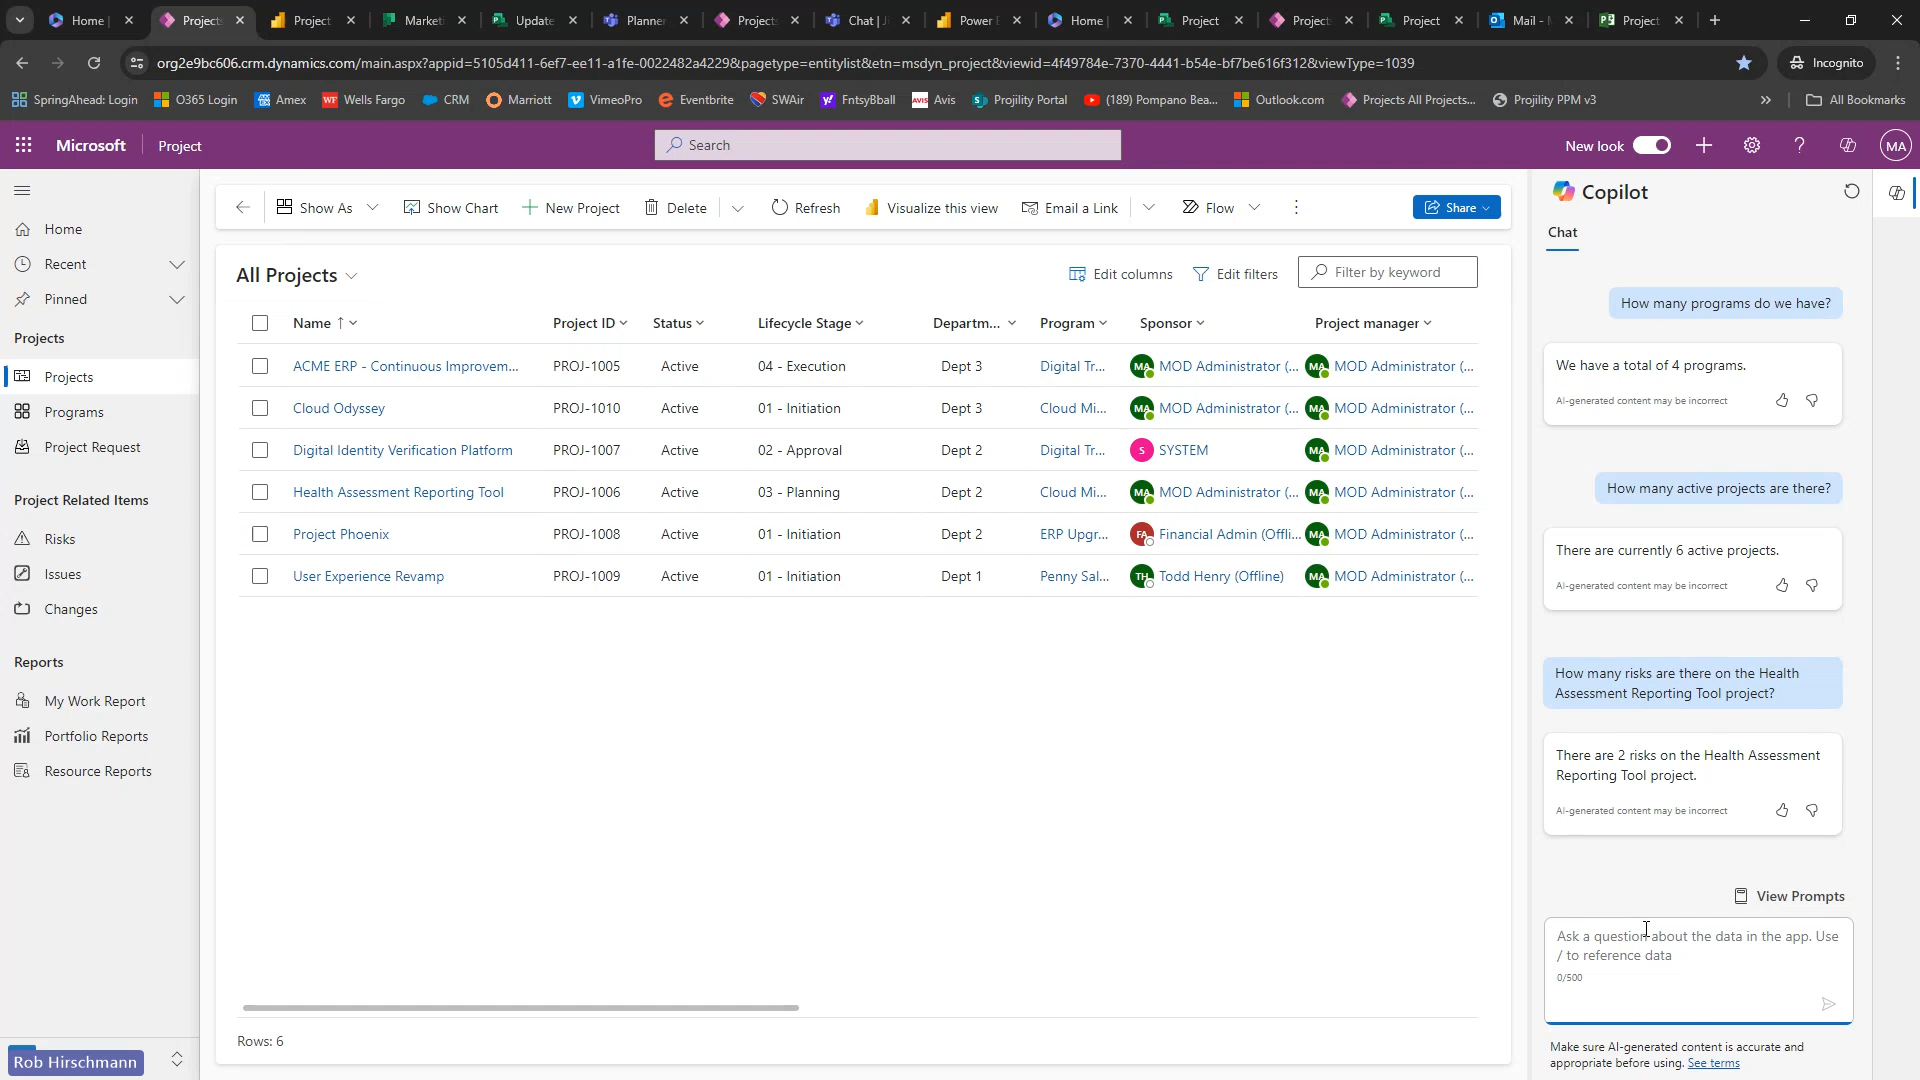 Home |
Projects
Project
Market
Update
Planner
Projects
Chat | Ji
Power B
Home |
Project
Projects
Project
Mail - M
Project
org2e9bc606.crm.dynamics.com/main.aspx?appid=5105d411-6ef7-ee11-a1fe-0022482a4229&pagetype=entitylist&etn=msdyn_project&viewid=4f49784e-7370-4441-b54e-bf7be616f312&viewType=1039
Incognito
SpringAhead: Login
O365 Login
Amex
Wells Fargo
CRM
Marriott
VimeoPro
Eventbrite
SWAir
FntsyBball
Avis
Projility Portal
(189) Pompano Bea...
Outlook.com
Projects All Projects...
Projility PPM v3
All Bookmarks
Microsoft
Project
Search
New look
MA
Home
Recent
Pinned
Projects
Projects
Programs
Project Request
Project Related Items
Risks
Issues
Changes
Reports
My Work Report
Portfolio Reports
Resource Reports
Rob Hirschmann
Show As
Show Chart
New Project
Delete
Refresh
Visualize this view
Email a Link
Flow
Share
All Projects
Edit columns
Edit filters
Filter by keyword
Name Project ID Status Lifecycle Stage Departm... Program Sponsor Project manager
ACME ERP - Continuous Improvem... PROJ-1005 Active 04 - Execution Dept 3 Digital Tr... MA MOD Administrator (... MA MOD Administrator (...
Cloud Odyssey PROJ-1010 Active 01 - Initiation Dept 3 Cloud Mi... MA MOD Administrator (... MA MOD Administrator (...
Digital Identity Verification Platform PROJ-1007 Active 02 - Approval Dept 2 Digital Tr... S SYSTEM MA MOD Administrator (...
Health Assessment Reporting Tool PROJ-1006 Active 03 - Planning Dept 2 Cloud Mi... MA MOD Administrator (... MA MOD Administrator (...
Project Phoenix PROJ-1008 Active 01 - Initiation Dept 2 ERP Upgr... FA Financial Admin (Offli... MA MOD Administrator (...
User Experience Revamp PROJ-1009 Active 01 - Initiation Dept 1 Penny Sal... TH Todd Henry (Offline) MA MOD Administrator (...
Rows: 6
Copilot
Chat
How many programs do we have?
We have a total of 4 programs.
AI-generated content may be incorrect
How many active projects are there?
There are currently 6 active projects.
AI-generated content may be incorrect
How many risks are there on the Health
Assessment Reporting Tool project?
There are 2 risks on the Health Assessment
Reporting Tool project.
AI-generated content may be incorrect
View Prompts
Ask a question about the data in the app. Use
/ to reference data
0/500
Make sure AI-generated content is accurate and
appropriate before using. See terms